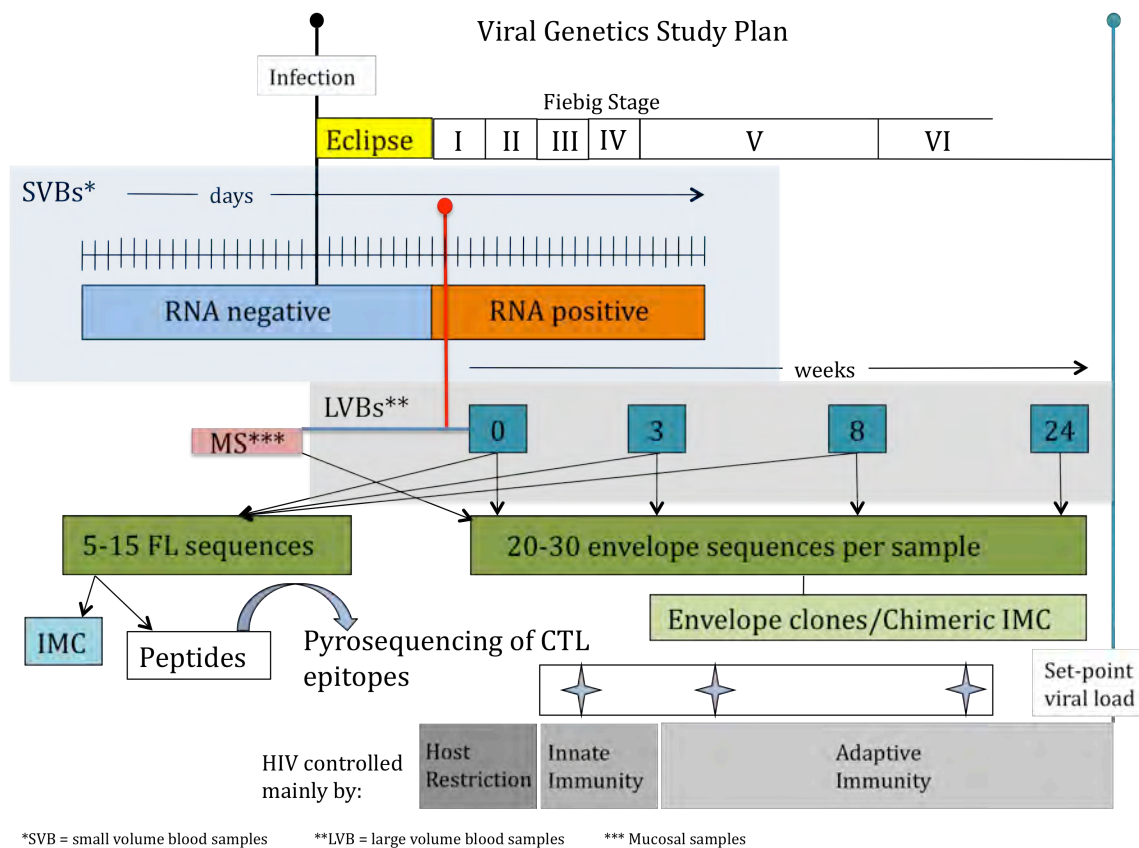 Viral Genetics Study Plan
Infection
Fiebig Stage
Eclipse
I
II
III
IV
V
VI
SVBs*
days
RNA negative
RNA positive
weeks
LVBs**
MS***
0
3
8
24
5-15 FL sequences
20-30 envelope sequences per sample
IMC
Peptides
Pyrosequencing of CTL
epitopes
Envelope clones/Chimeric IMC
Set-point
viral load
HIV controlled
mainly by:
Host
Restriction
Innate
Immunity
Adaptive
Immunity
*SVB = small volume blood samples
**LVB = large volume blood samples
*** Mucosal samples